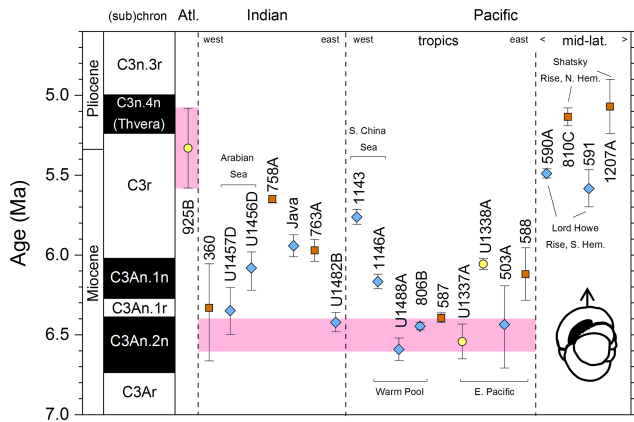 (sub)chron Atl. Indian Pacific
west east west tropics east < mid-lat. >
Age (Ma)
5.0
5.5
6.0
6.5
7.0
Pliocene
Miocene
C3n.3r
C3n.4n
(Thvera)
C3r
C3An.1n
C3An.1r
C3An.2n
C3Ar
925B
360
U1457D
U1456D
Arabian
Sea
758A
Java
763A
U1482B
S. China
Sea
1143
1146A
U1488A
806B
587
U1337A
U1338A
503A
588
Warm Pool
E. Pacific
Shatsky
Rise, N. Hem.
590A
810C
591
1207A
Lord Howe
Rise, S. Hem.